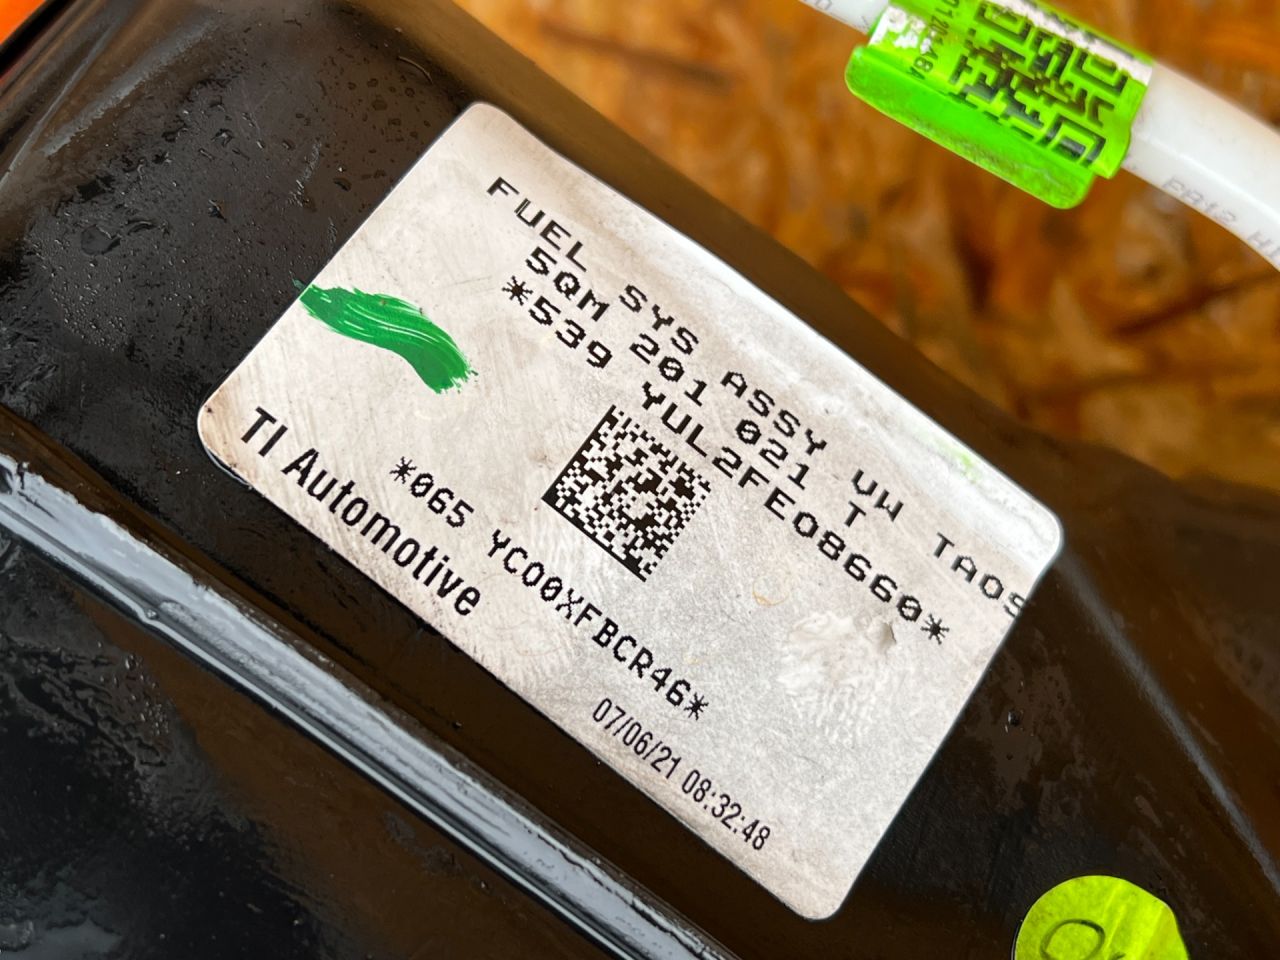 FUEL SYS ASSY VW TAOS
5QM 201 021 T
*539 YUL2FE08660*
*065 YC00XFBCR46*
TI Automotive
07/06/21 08:32:48